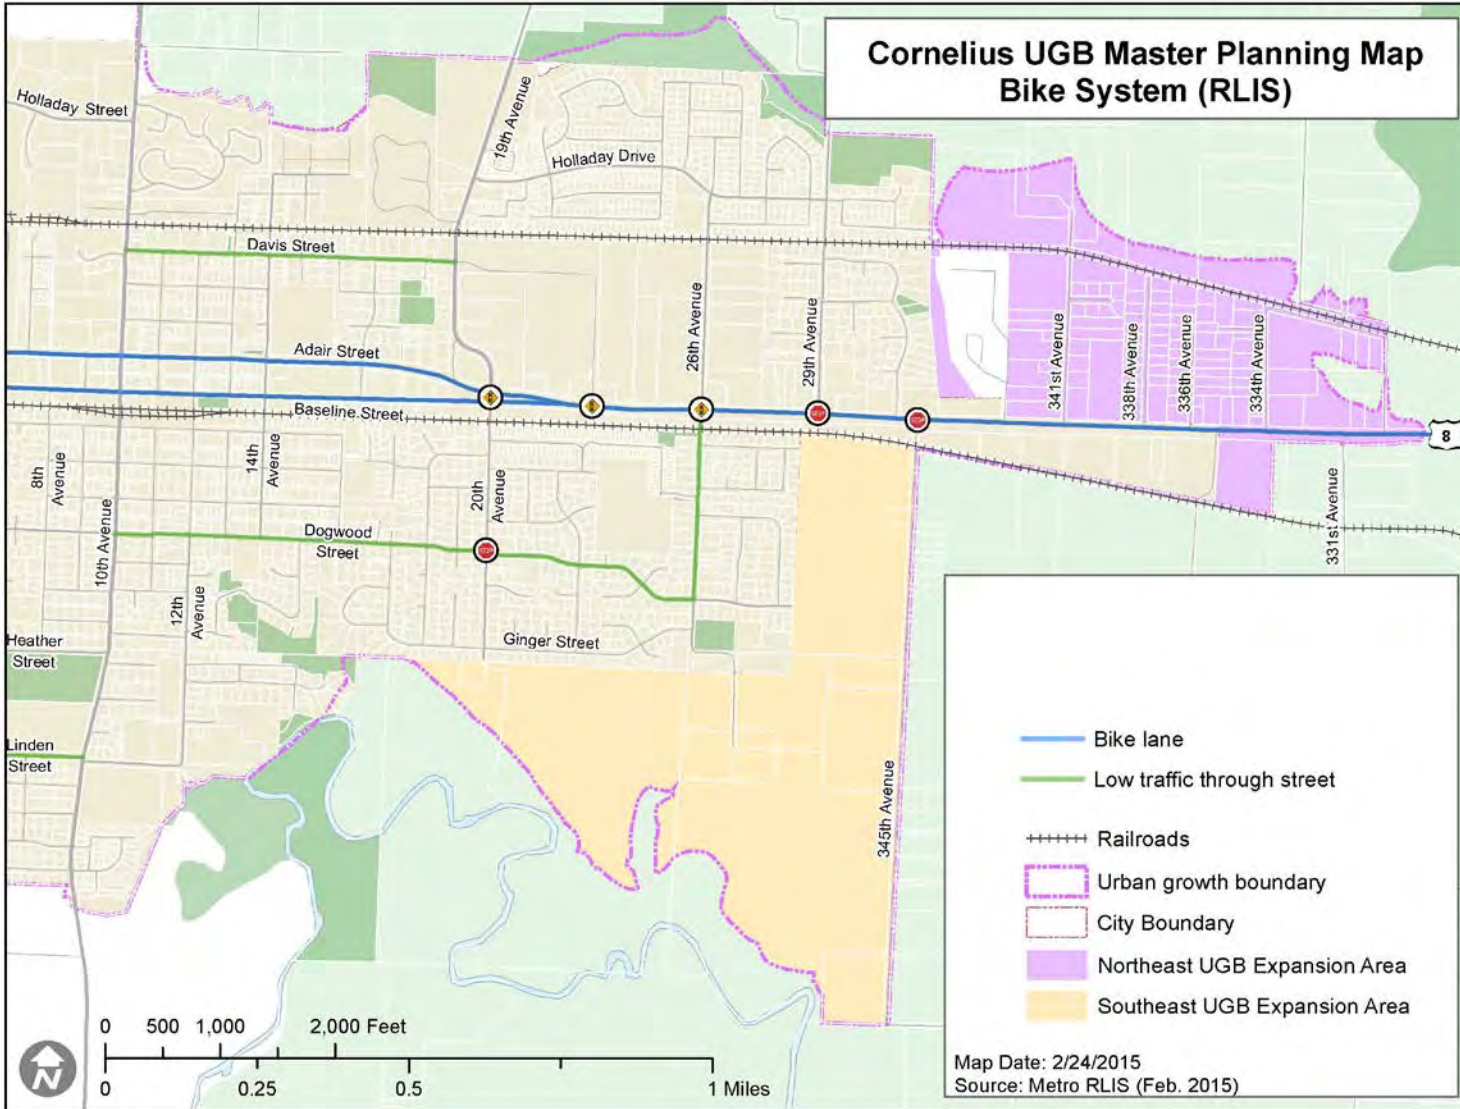 Cornelius UGB Master Planning Map
Bike System (RLIS)
Holladay Street
19th Avenue
Holladay Drive
Davis Street
26th Avenue
29th Avenue
Adair Street
341st Avenue
338th Avenue
336th Avenue
334th Avenue
Baseline Street
8
STOP
STOP
8th
Avenue
14th
Avenue
20th
Avenue
10th Avenue
Dogwood
Street
STOP
331st Avenue
12th
Avenue
Heather
Street
Ginger Street
Linden
Street
345th Avenue
Bike lane
Low traffic through street
Railroads
Urban growth boundary
City Boundary
Northeast UGB Expansion Area
Southeast UGB Expansion Area
0 500 1,000 2,000 Feet
N
0 0.25 0.5 1 Miles
Map Date: 2/24/2015
Source: Metro RLIS (Feb. 2015)